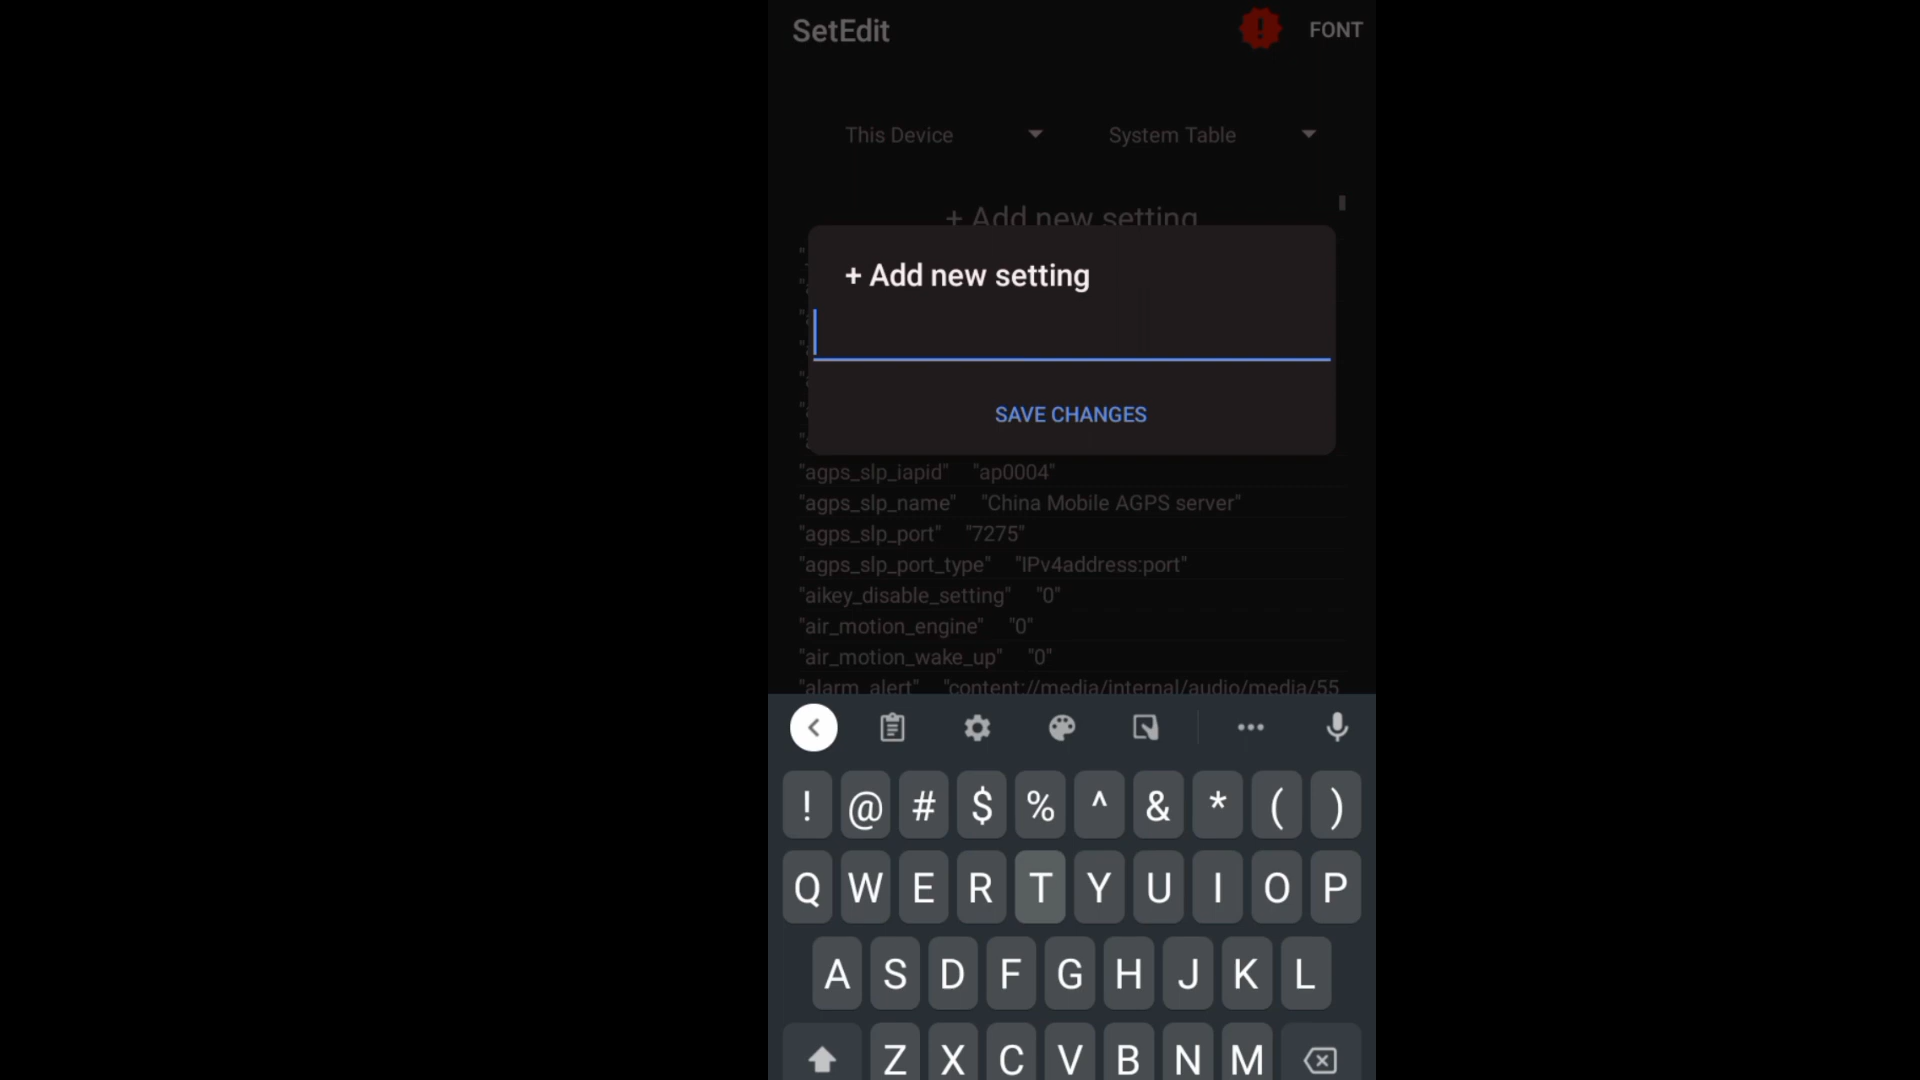 SetEdit
FONT
This Device
System Table
+ Add new setting
+ Add new setting
SAVE CHANGES
"agps_slp_iapid" "ap0004"
"agps_slp_name" "China Mobile AGPS server"
"agps_slp_port" "7275"
"agps_slp_port_type" "IPv4address:port"
"aikey_disable_setting" "0"
"air_motion_engine" "0"
"air_motion_wake_up" "0"
"alarm_alert" "content://media/internal/audio/media/55
! @ # $ % ^ & * ( )
Q W E R T Y U I O P
A S D F G H J K L
Z X C V B N M